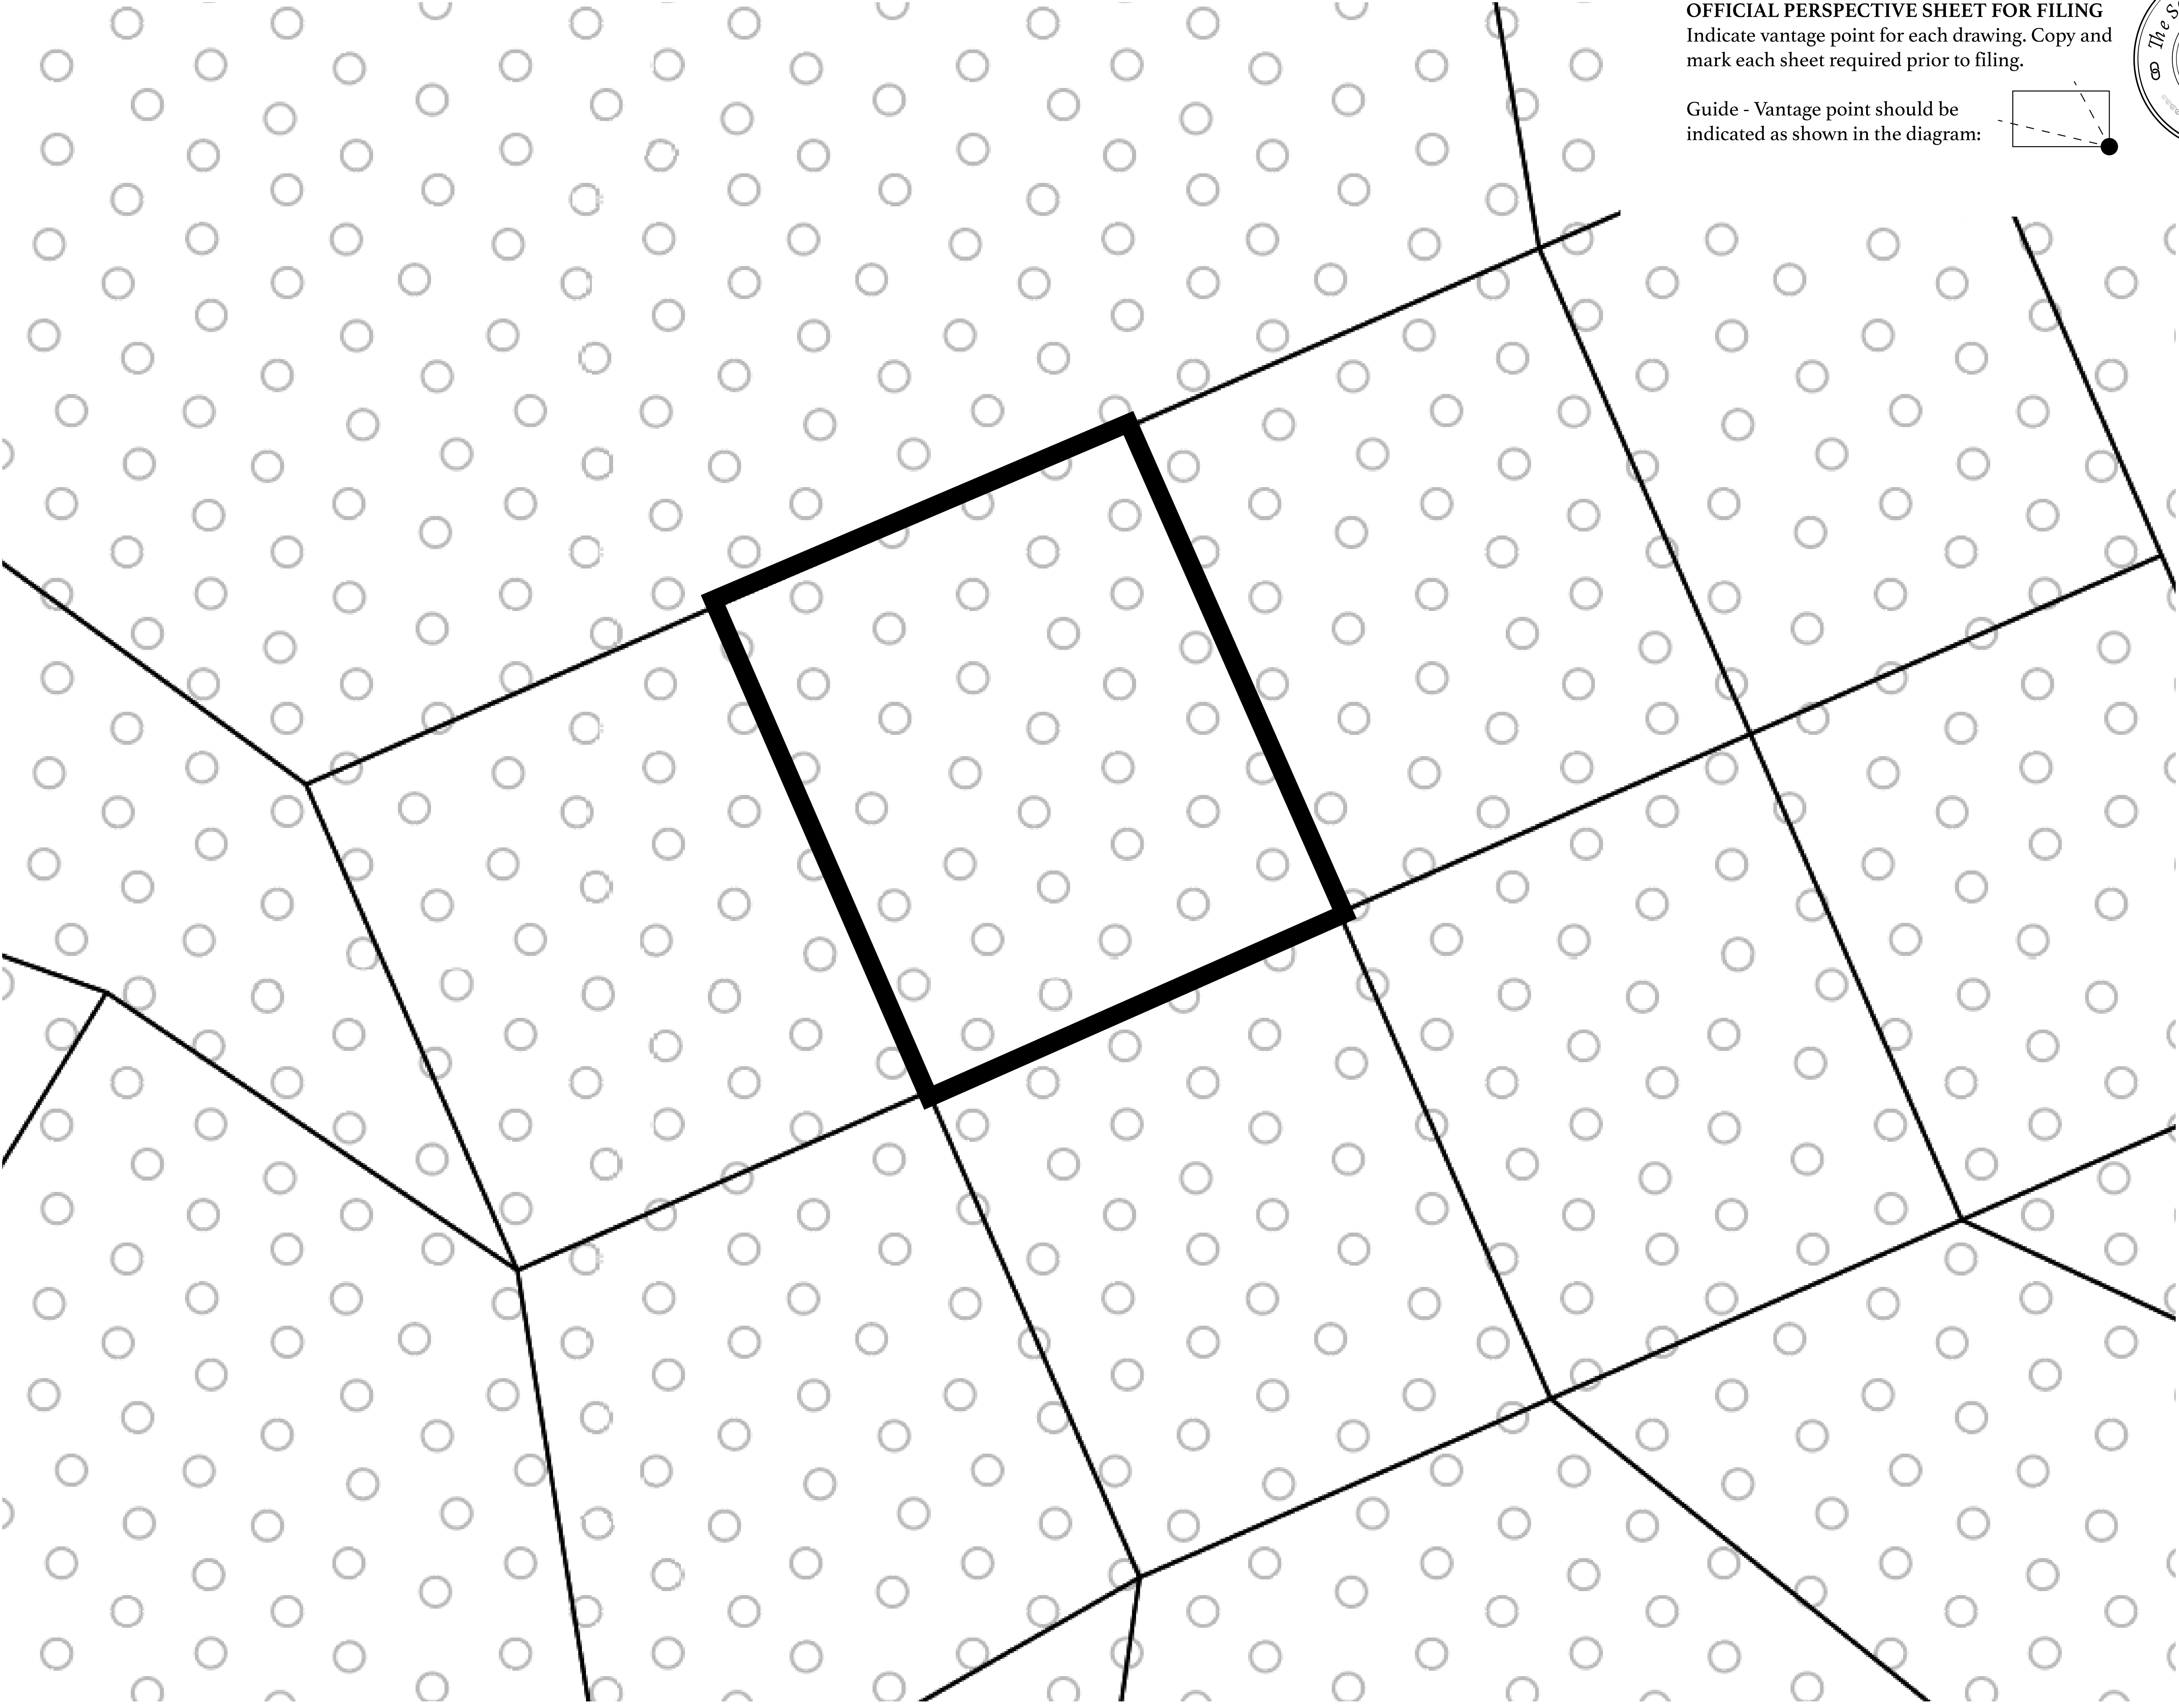 OFFICIAL PERSPECTIVE SHEET FOR FILING
Indicate vantage point for each drawing. Copy and
mark each sheet required prior to filing.
Guide - Vantage point should be
indicated as shown in the diagram:
The